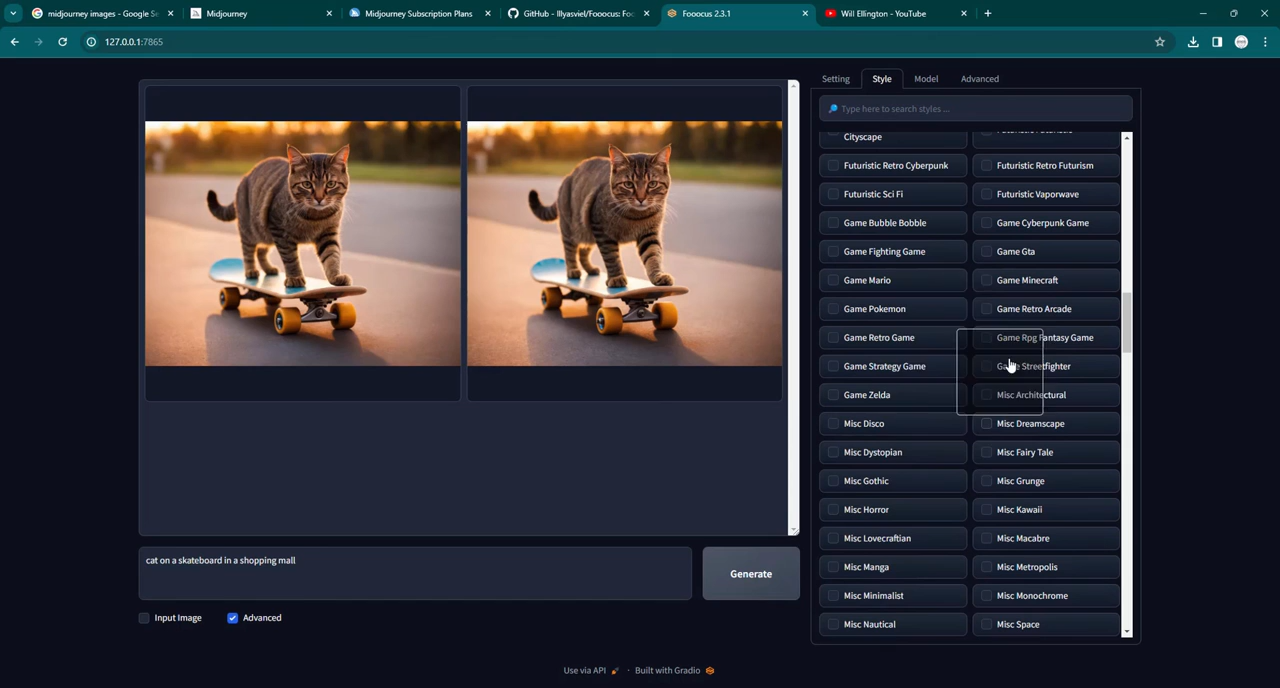 midjourney images - Google Se
Midjourney
Midjourney Subscription Plans
GitHub - lllyasviel/Fooocus: Foc
Fooocus 2.3.1
Will Ellington - YouTube
127.0.0.1:7865
Setting
Style
Model
Advanced
Type here to search styles ...
Cityscape
Futuristic Retro Cyberpunk
Futuristic Retro Futurism
Futuristic Sci Fi
Futuristic Vaporwave
Game Bubble Bobble
Game Cyberpunk Game
Game Fighting Game
Game Gta
Game Mario
Game Minecraft
Game Pokemon
Game Retro Arcade
Game Retro Game
Game Rpg Fantasy Game
Game Strategy Game
Game Streetfighter
Game Zelda
Misc Architectural
Misc Disco
Misc Dreamscape
Misc Dystopian
Misc Fairy Tale
Misc Gothic
Misc Grunge
Misc Horror
Misc Kawaii
Misc Lovecraftian
Misc Macabre
Misc Manga
Misc Metropolis
Misc Minimalist
Misc Monochrome
Misc Nautical
Misc Space
cat on a skateboard in a shopping mall
Generate
Input Image
Advanced
Use via API
· Built with Gradio